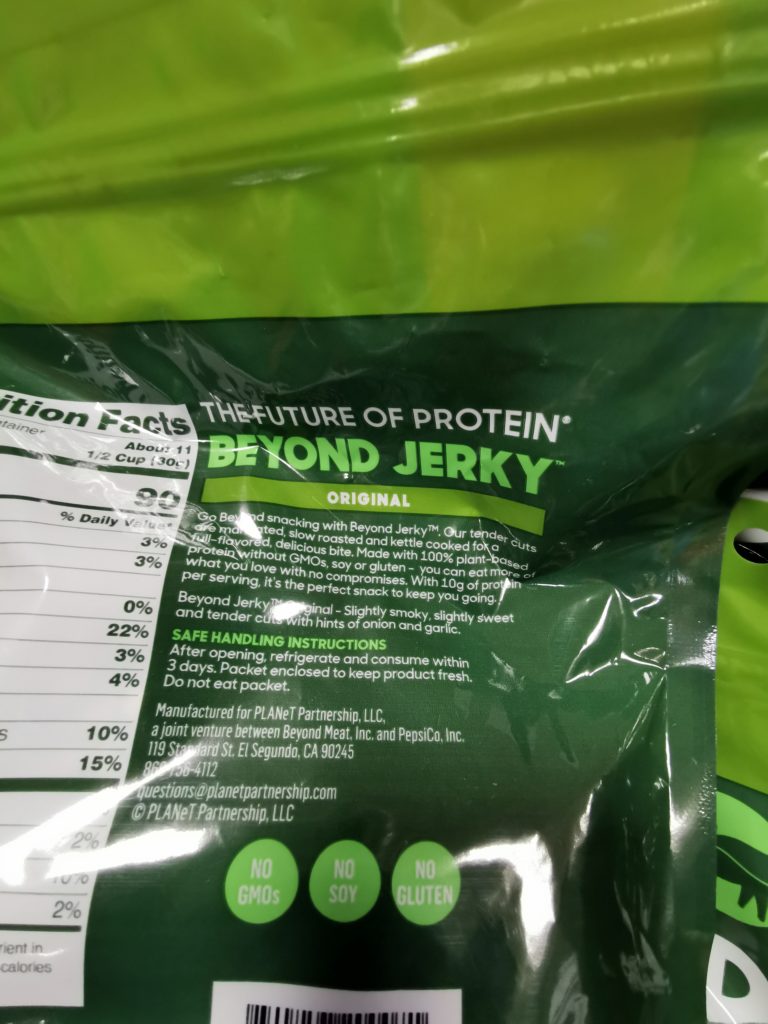 ition Facts
ntainer
About 11
1/2 Cup (30g)
90
% Daily Value*
3%
3%
0%
22%
3%
4%
s 10%
15%
2%
10%
2%
rient in
calories
THE FUTURE OF PROTEIN®
BEYOND JERKY™
ORIGINAL
Go Beyond snacking with Beyond Jerky™. Our tender cuts
are marinated, slow roasted and kettle cooked for a
full-flavored, delicious bite. Made with 100% plant-based
protein without GMOs, soy or gluten - you can eat more of
what you love with no compromises. With 10g of protein
per serving, it's the perfect snack to keep you going.
Beyond Jerky™ Original - Slightly smoky, slightly sweet
and tender cuts with hints of onion and garlic.
SAFE HANDLING INSTRUCTIONS
After opening, refrigerate and consume within
3 days. Packet enclosed to keep product fresh.
Do not eat packet.
Manufactured for PLANeT Partnership, LLC,
a joint venture between Beyond Meat, Inc. and PepsiCo, Inc.
119 Standard St. El Segundo, CA 90245
questions@planetpartnership.com
© PLANeT Partnership, LLC
NO
GMOs
NO
SOY
NO
GLUTEN